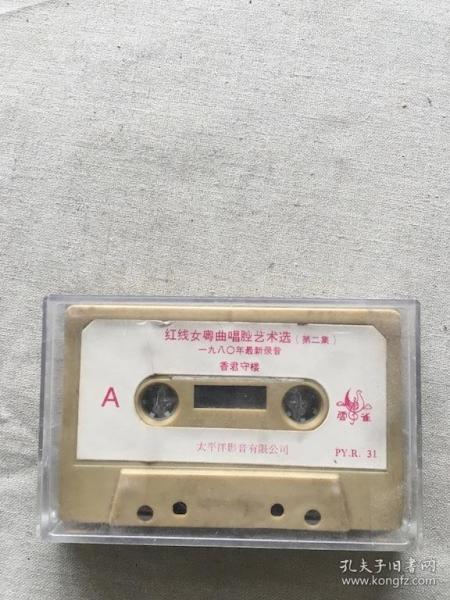 红线女粤曲唱腔艺术选（第二集）
一九八〇年最新录音
香君守楼
A
雲雀
太平洋影音有限公司
PY.R. 31
孔夫子旧书网
www.kongfz.com